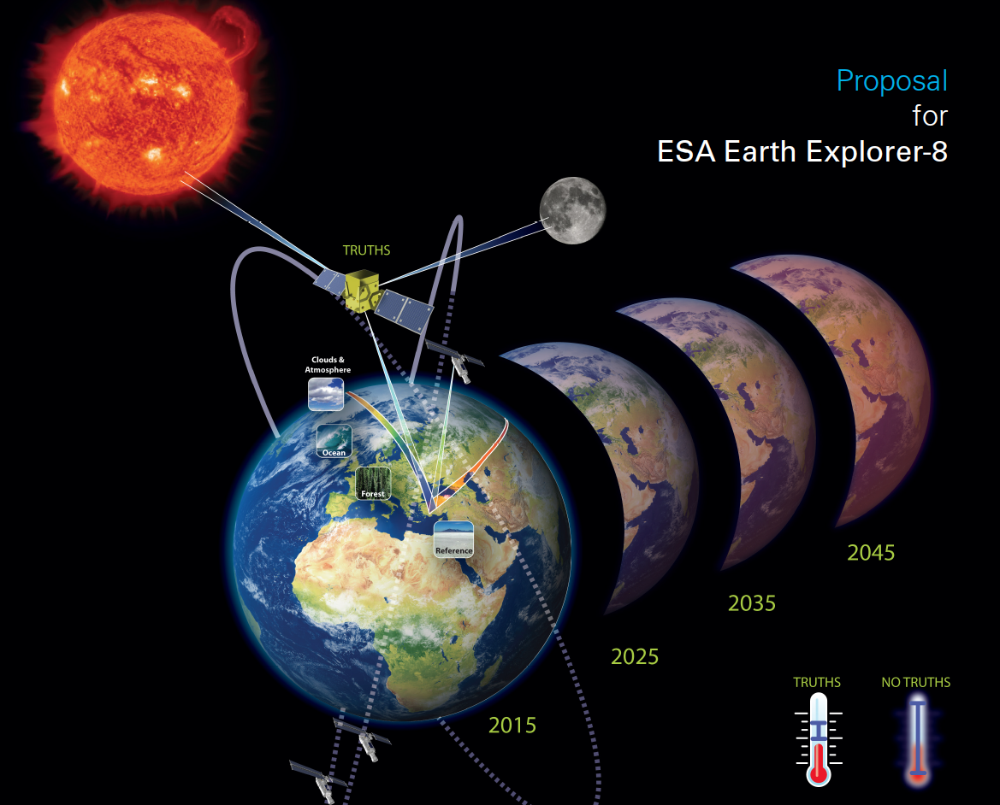 Proposal
for
ESA Earth Explorer-8
TRUTHS
Clouds &
Atmosphere
Ocean
Forest
Reference
2045
2035
2025
2015
TRUTHS
NO TRUTHS